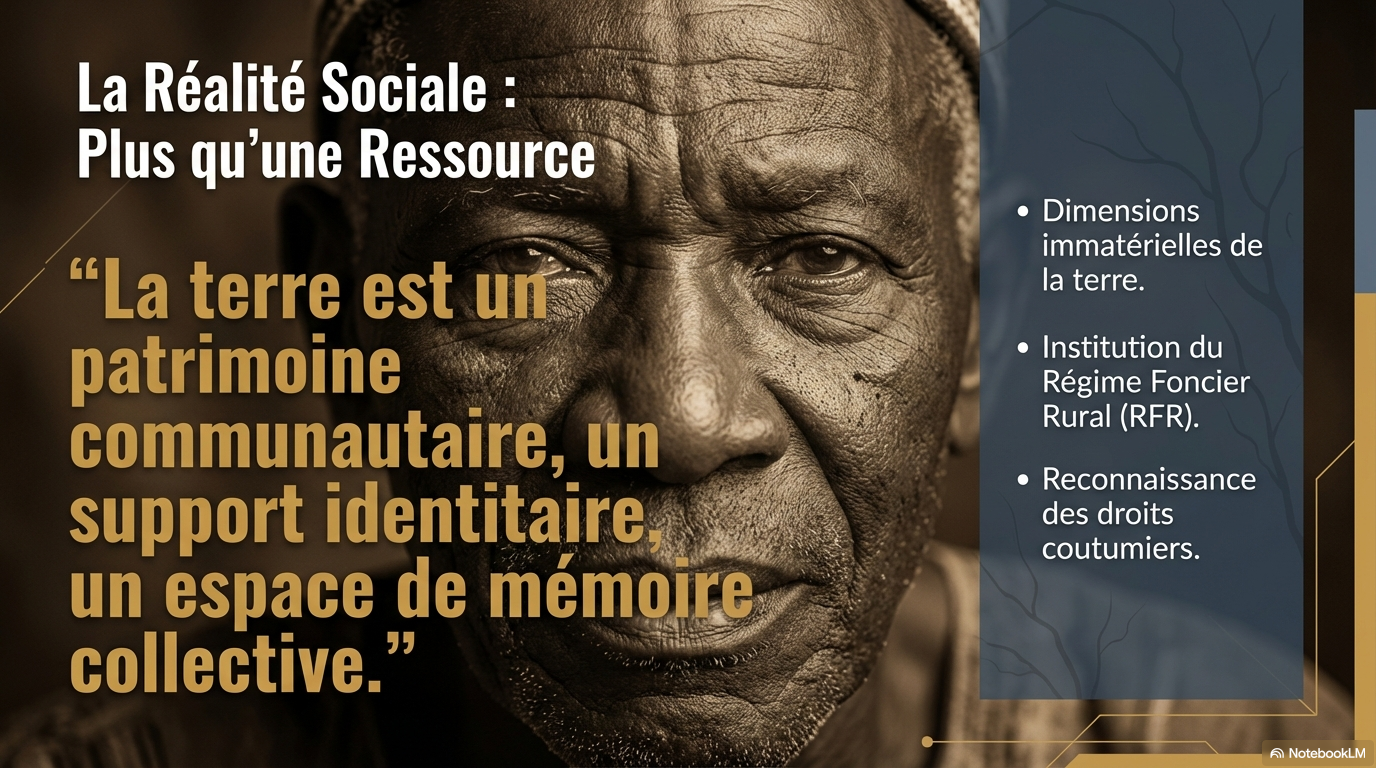 La Réalité Sociale :
Plus qu’une Ressource
“La terre est un
patrimoine
communautaire, un
support identitaire,
un espace de mémoire
collective.”
• Dimensions
immatérielles de
la terre.
• Institution du
Régime Foncier
Rural (RFR).
• Reconnaissance
des droits
coutumiers.
NotebookLM